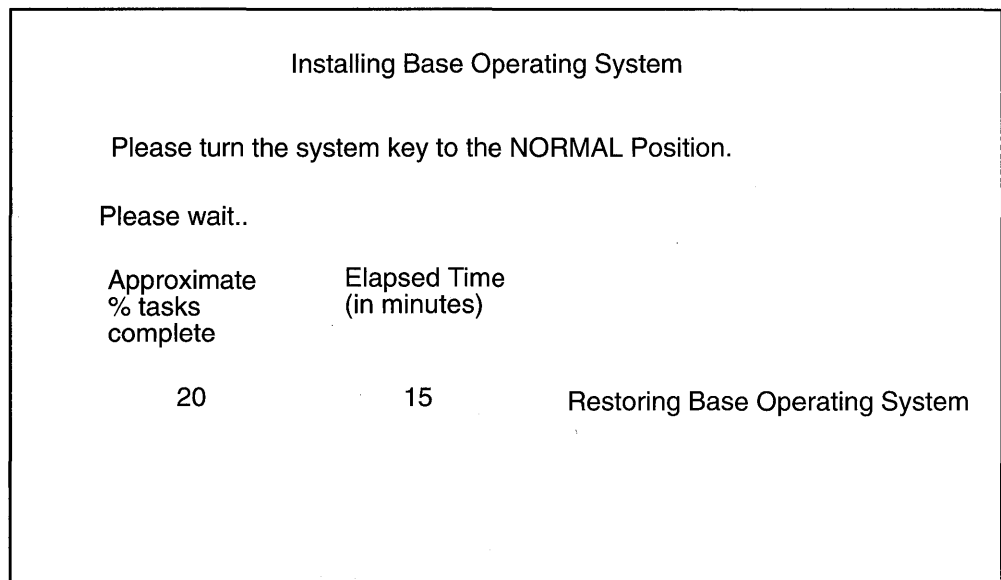 Installing Base Operating System
Please turn the system key to the NORMAL Position.
Please wait..
Approximate
% tasks
complete
Elapsed Time
(in minutes)
20 15 Restoring Base Operating System